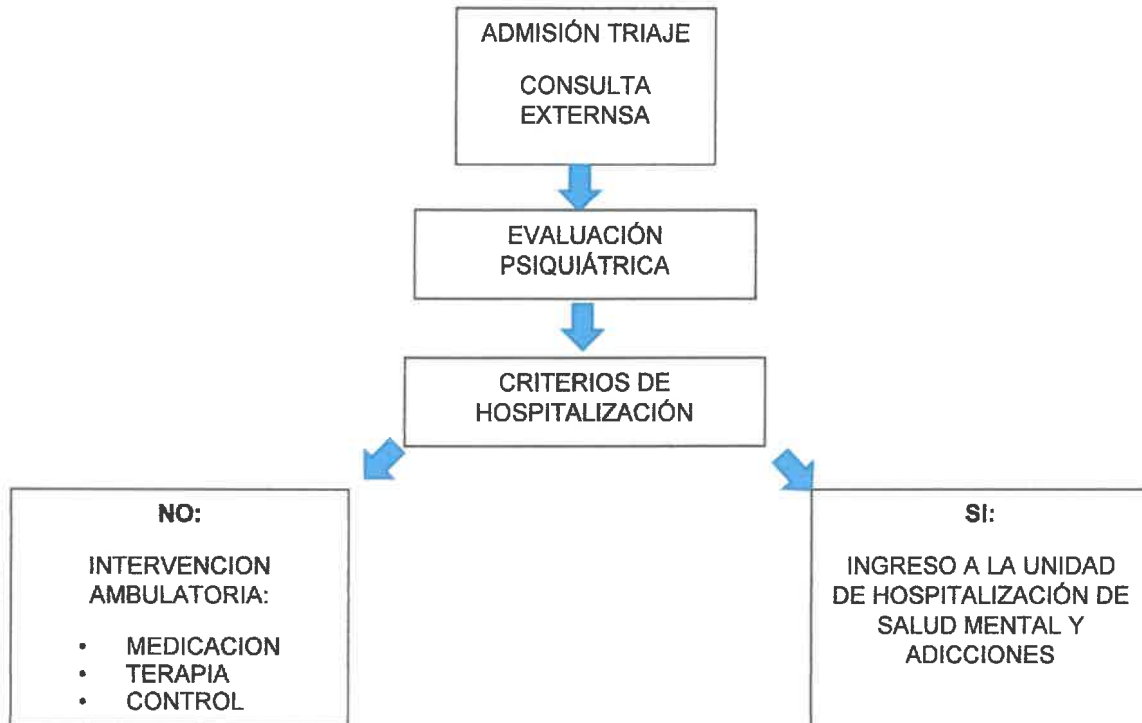 ADMISIÓN TRIAJE
CONSULTA
EXTERNSA
EVALUACIÓN
PSIQUIÁTRICA
CRITERIOS DE
HOSPITALIZACIÓN
NO:
INTERVENCION
AMBULATORIA:
• MEDICACION
• TERAPIA
• CONTROL
SI:
INGRESO A LA UNIDAD
DE HOSPITALIZACIÓN DE
SALUD MENTAL Y
ADICCIONES